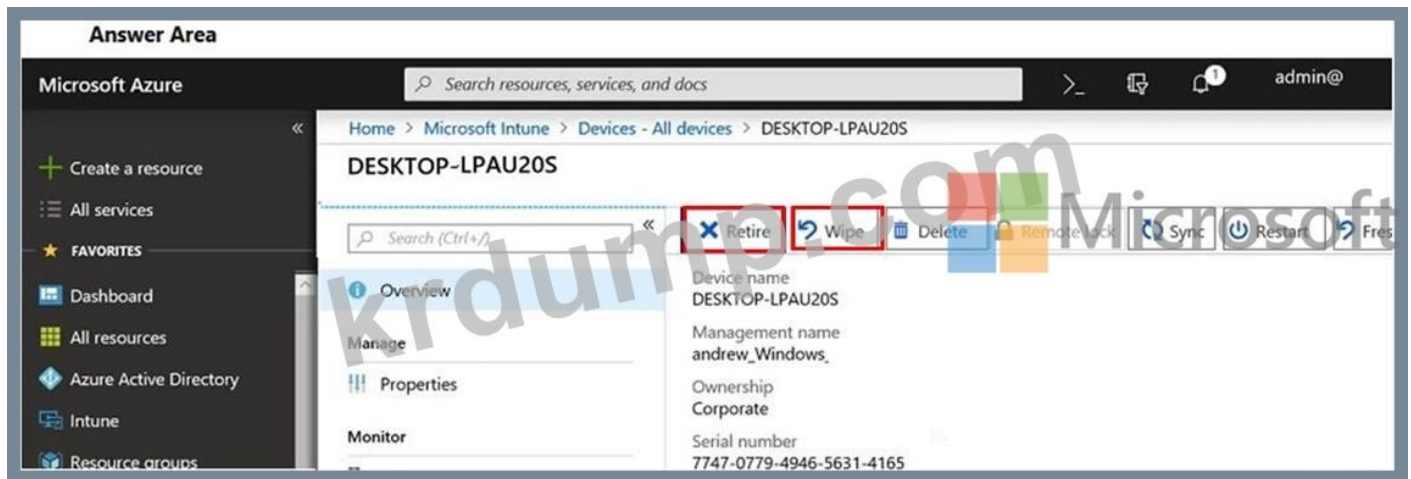 Answer Area
Microsoft Azure
Search resources, services, and docs
>_
1
admin@
«
Home > Microsoft Intune > Devices - All devices > DESKTOP-LPAU20S
DESKTOP-LPAU20S
Create a resource
All services
FAVORITES
Dashboard
All resources
Azure Active Directory
Intune
Resource groups
Search (Ctrl+/)
«
Retire
Wipe
Delete
Remote lock
Sync
Restart
Fres
Overview
Manage
Properties
Monitor
Device name
DESKTOP-LPAU20S
Management name
andrew_Windows_
Ownership
Corporate
Serial number
7747-0779-4946-5631-4165
krdump.com
Microsoft